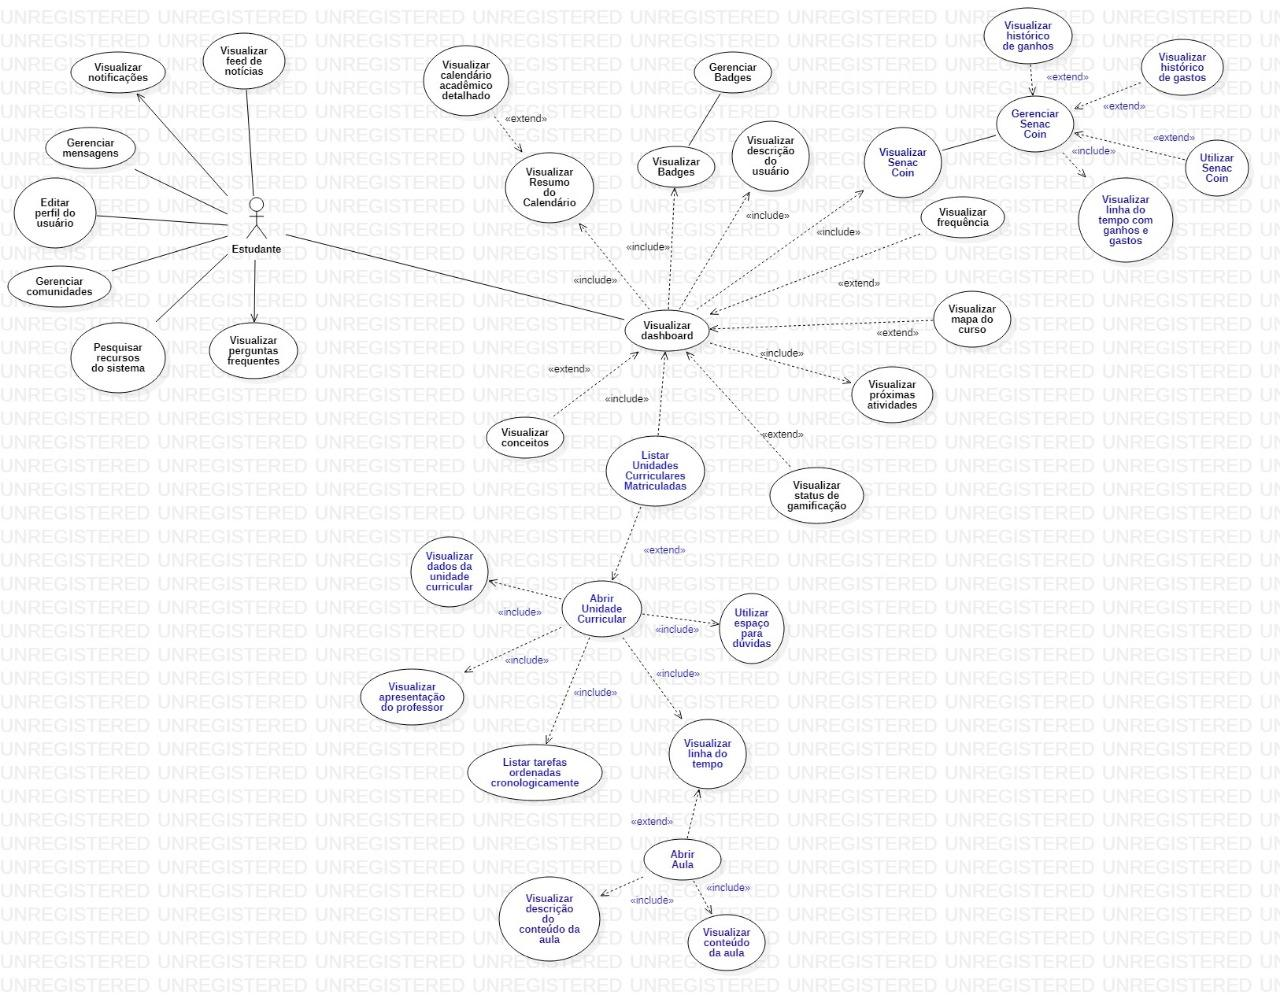 Visualizar
notificações
Visualizar
feed de
notícias
Gerenciar
mensagens
Editar
perfil do
usuário
Gerenciar
comunidades
Pesquisar
recursos
do sistema
Visualizar
perguntas
frequentes
Estudante
Visualizar
calendário
acadêmico
detalhado
«extend»
Visualizar
Resumo
do
Calendário
«include»
Gerenciar
Badges
Visualizar
Badges
«include»
Visualizar
descrição
do
usuário
«include»
Visualizar
Senac
Coin
«include»
Visualizar
histórico
de ganhos
«extend»
Visualizar
histórico
de gastos
«extend»
Gerenciar
Senac
Coin
«extend»
Utilizar
Senac
Coin
«include»
Visualizar
linha do
tempo com
ganhos e
gastos
Visualizar
frequência
«extend»
Visualizar
mapa do
curso
«extend»
Visualizar
dashboard
«include»
Visualizar
próximas
atividades
«extend»
Visualizar
conceitos
«include»
Listar
Unidades
Curriculares
Matriculadas
«extend»
Visualizar
status de
gamificação
«extend»
Visualizar
dados da
unidade
curricular
«include»
Abrir
Unidade
Curricular
«include»
Utilizar
espaço
para
dúvidas
«include»
Visualizar
apresentação
do professor
«include»
Listar tarefas
ordenadas
cronologicamente
«include»
Visualizar
linha do
tempo
«extend»
Abrir
Aula
«include»
Visualizar
descrição
do
conteúdo da
aula
«include»
Visualizar
conteúdo
da aula
UNREGISTERED